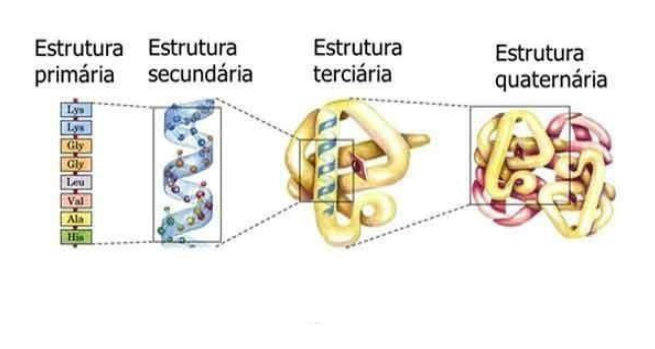 Estrutura
primária
Estrutura
secundária
Estrutura
terciária
Estrutura
quaternária
Lys
Lys
Gly
Gly
Leu
Val
Ala
His